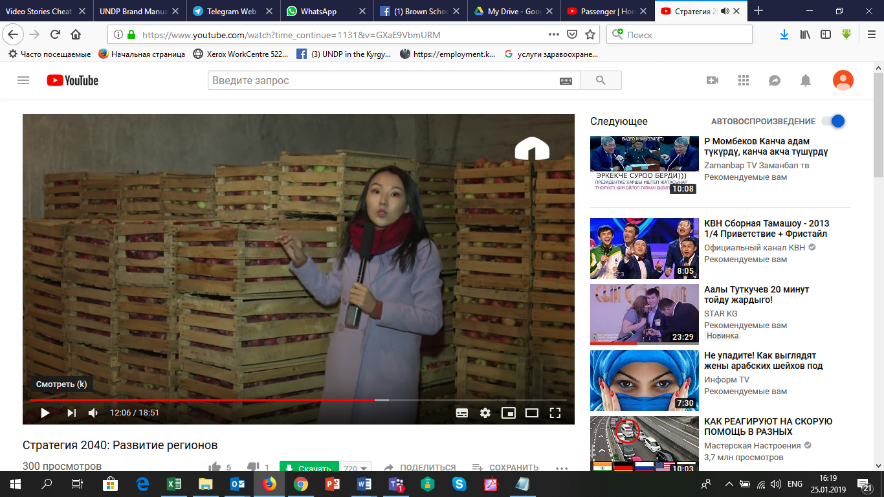 Video Stories Cheat
UNDP Brand Manua
Telegram Web
WhatsApp
(1) Brown Schoo
My Drive - Goo
Passenger | Ho
Стратегия 2
https://www.youtube.com/watch?time_continue=1131&v=GXaE9VbmURM
Поиск
Часто посещаемые
Начальная страница
Xerox WorkCentre 522...
(3) UNDP in the Kyrgy...
https://employment.k...
услуги здравоохране...
YouTube
Введите запрос
Следующее
АВТОВОСПРОИЗВЕДЕНИЕ
Смотреть (k)
12:06 / 18:51
Стратегия 2040: Развитие регионов
300 просмотров
5
1
Скачать
720
ПОДЕЛИТЬСЯ
СОХРАНИТЬ
ЭРКЕКЧЕ СУРОО БЕРДИ)))
10:08
Р Момбеков Канча адам
түкүрдү, канча акча түшүрдү
Zamanbap TV Заманбап тв
Рекомендуемые вам
8:05
КВН Сборная Тамашоу - 2013
1/4 Приветствие + Фристайл
Официальный канал КВН
Рекомендуемые вам
23:29
Аалы Туткучев 20 минут
тойду жардыго!
STAR KG
Рекомендуемые вам
Новинка
7:30
Не упадите! Как выглядят
жены арабских шейхов под
Информ TV
Рекомендуемые вам
10:03
КАК РЕАГИРУЮТ НА СКОРУЮ
ПОМОЩЬ В РАЗНЫХ
Мастерская Настроения
3,7 млн просмотров
ENG
16:19
25.01.2019
21